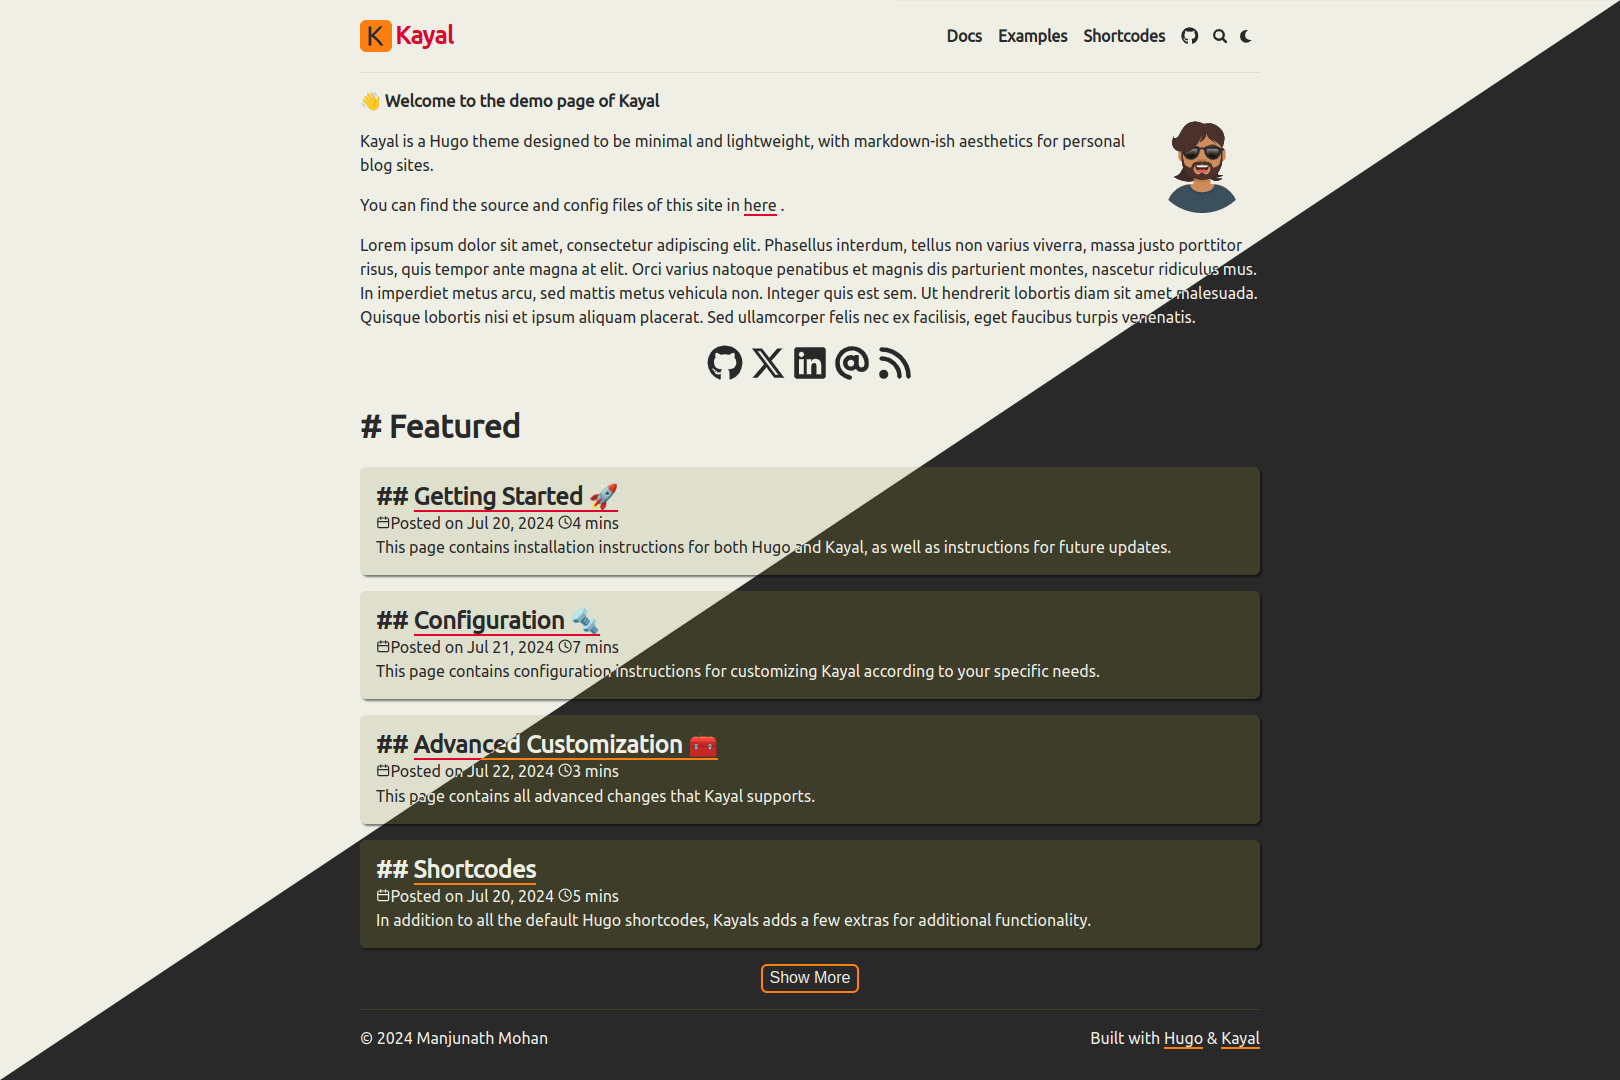 K Kayal
Docs Examples Shortcodes
👋 Welcome to the demo page of Kayal
Kayal is a Hugo theme designed to be minimal and lightweight, with markdown-ish aesthetics for personal
blog sites.
You can find the source and config files of this site in here .
Lorem ipsum dolor sit amet, consectetur adipiscing elit. Phasellus interdum, tellus non varius viverra, massa justo porttitor
risus, quis tempor ante magna at elit. Orci varius natoque penatibus et magnis dis parturient montes, nascetur ridiculus mus.
In imperdiet metus arcu, sed mattis metus vehicula non. Integer quis est sem. Ut hendrerit lobortis diam sit amet malesuada.
Quisque lobortis nisi et ipsum aliquam placerat. Sed ullamcorper felis nec ex facilisis, eget faucibus turpis venenatis.
# Featured
## Getting Started 🚀
Posted on Jul 20, 2024 4 mins
This page contains installation instructions for both Hugo and Kayal, as well as instructions for future updates.
## Configuration 🔩
Posted on Jul 21, 2024 7 mins
This page contains configuration instructions for customizing Kayal according to your specific needs.
## Advanced Customization 🧰
Posted on Jul 22, 2024 3 mins
This page contains all advanced changes that Kayal supports.
## Shortcodes
Posted on Jul 20, 2024 5 mins
In addition to all the default Hugo shortcodes, Kayals adds a few extras for additional functionality.
Show More
© 2024 Manjunath Mohan
Built with Hugo & Kayal